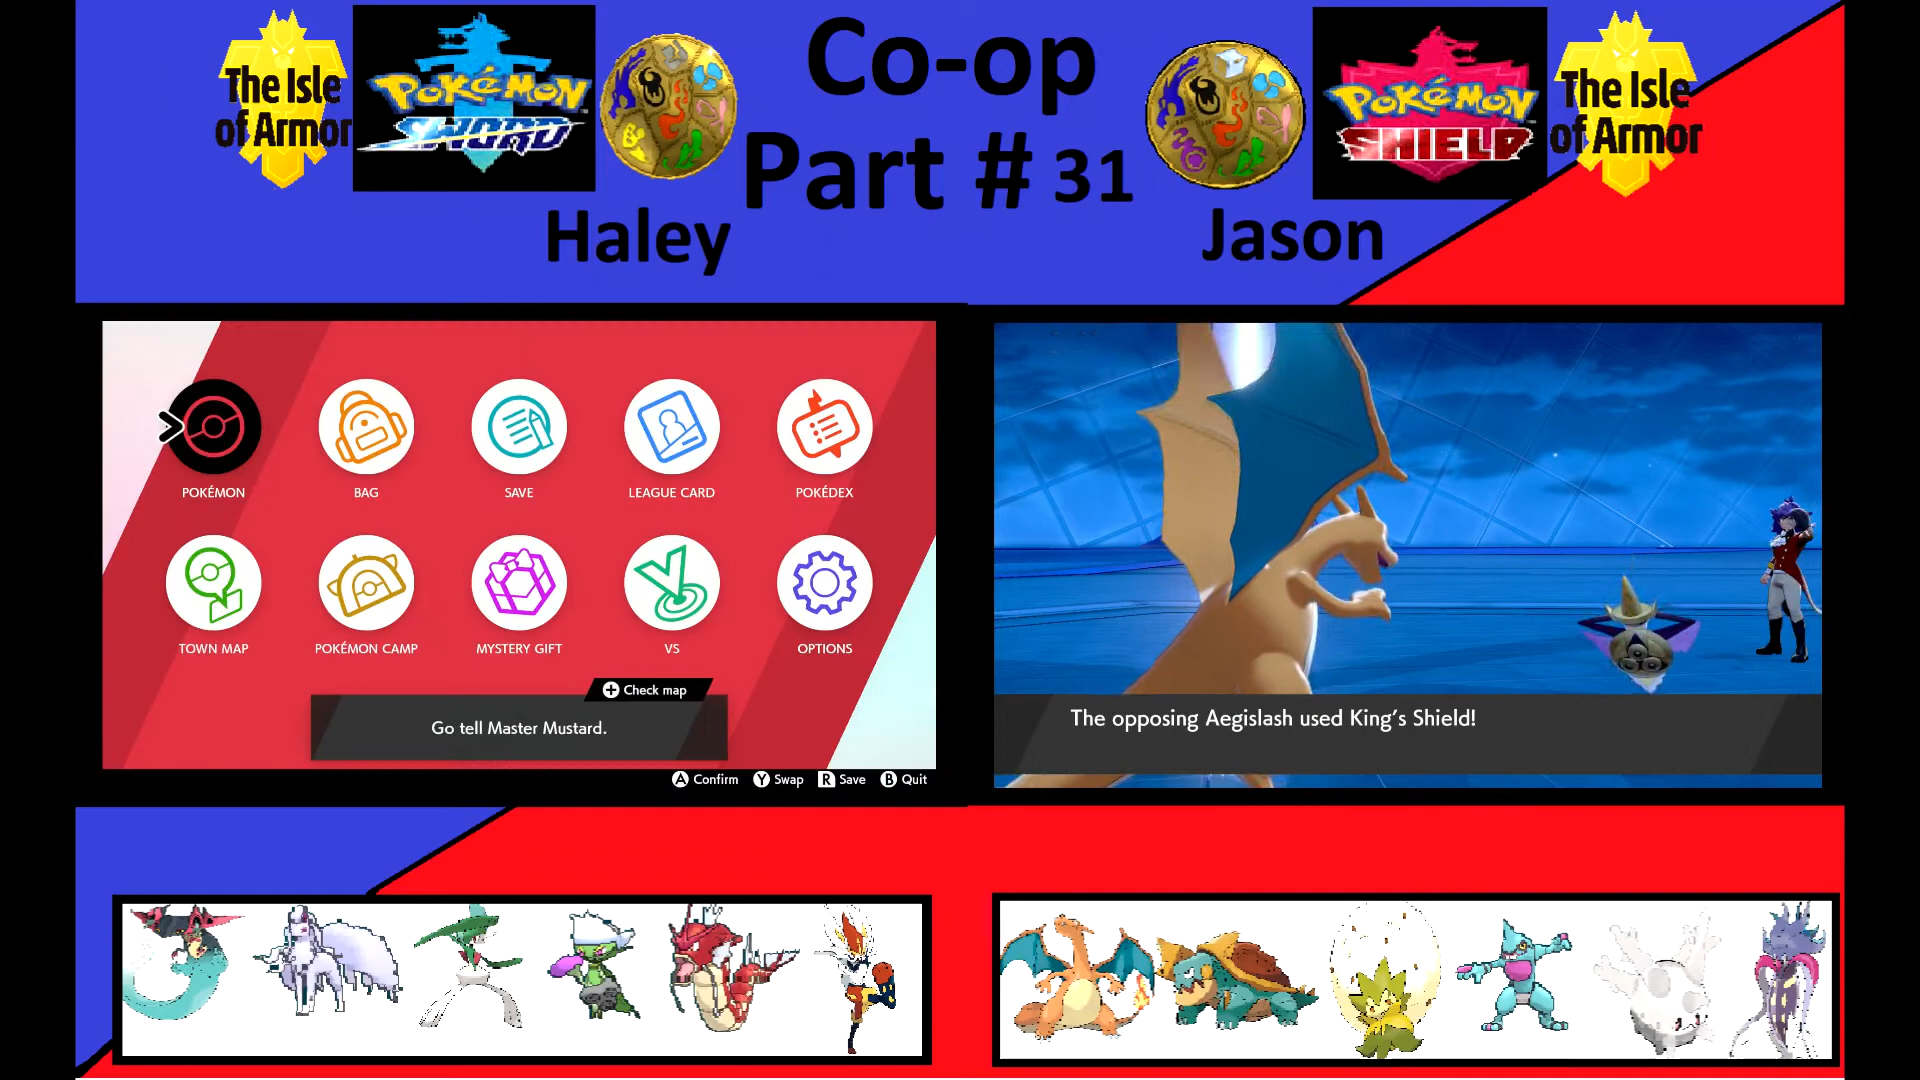 The Isle
of Armor
POKéMON
SWORD
Co-op
Part # 31
POKéMON
SHIELD
The Isle
of Armor
Haley
Jason
POKÉMON
BAG
SAVE
LEAGUE CARD
POKÉDEX
TOWN MAP
POKÉMON CAMP
MYSTERY GIFT
VS
OPTIONS
Check map
Go tell Master Mustard.
A Confirm Y Swap R Save B Quit
The opposing Aegislash used King's Shield!